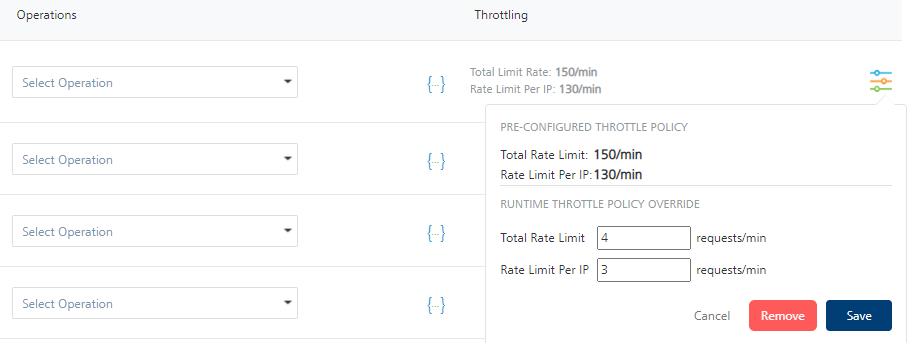 Operations Throttling
Select Operation {...} Total Limit Rate: 150/min
Rate Limit Per IP: 130/min
PRE-CONFIGURED THROTTLE POLICY
Select Operation {...} Total Rate Limit: 150/min
Rate Limit Per IP:130/min
RUNTIME THROTTLE POLICY OVERRIDE
Select Operation {...} Total Rate Limit 4 requests/min
Rate Limit Per IP 3 requests/min
Select Operation {...}
Cancel Remove Save